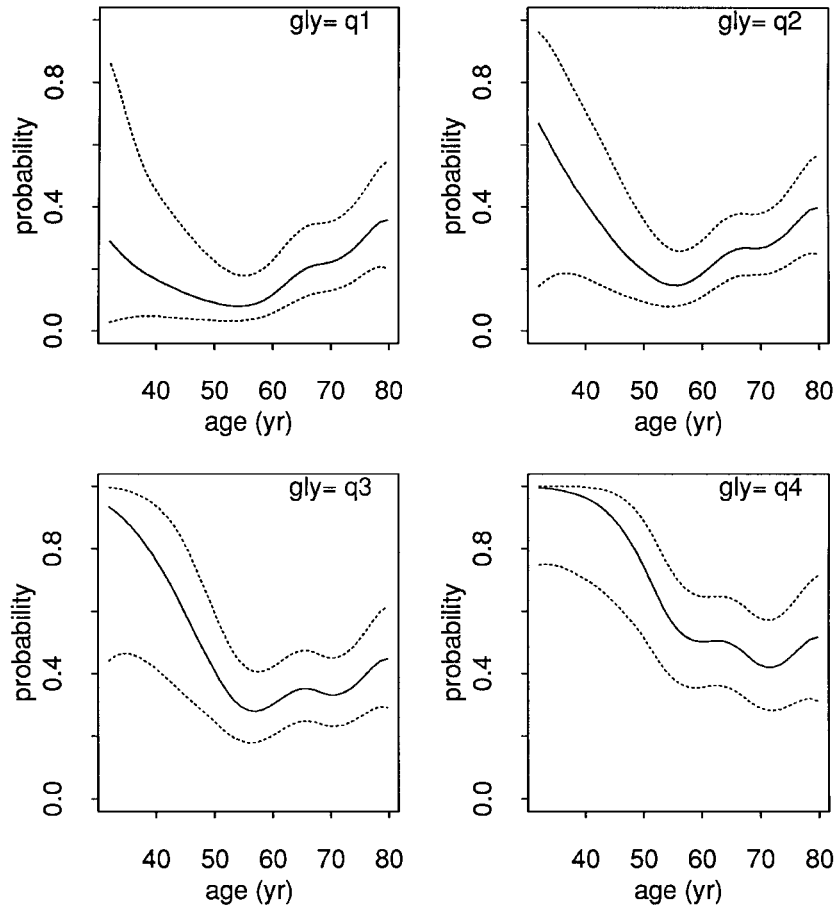 gly= q1
probability
0.0 0.4 0.8
40 50 60 70 80
age (yr)
gly= q2
probability
0.0 0.4 0.8
40 50 60 70 80
age (yr)
gly= q3
probability
0.0 0.4 0.8
40 50 60 70 80
age (yr)
gly= q4
probability
0.0 0.4 0.8
40 50 60 70 80
age (yr)